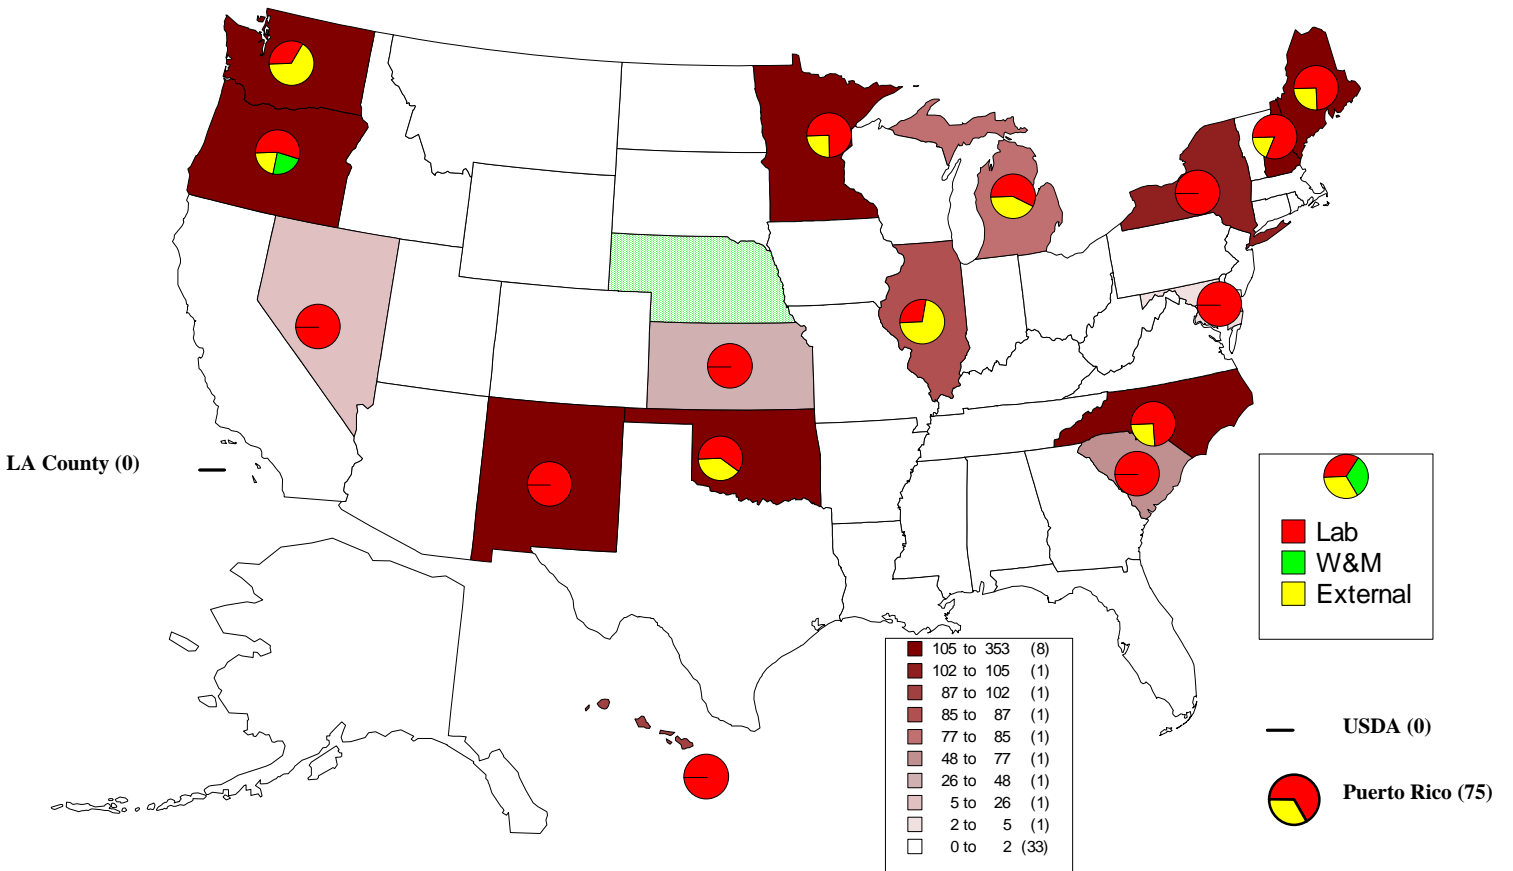 LA County (0)
Lab
W&M
External
105 to 353 (8)
102 to 105 (1)
87 to 102 (1)
85 to 87 (1)
77 to 85 (1)
48 to 77 (1)
26 to 48 (1)
5 to 26 (1)
2 to 5 (1)
0 to 2 (33)
USDA (0)
Puerto Rico (75)